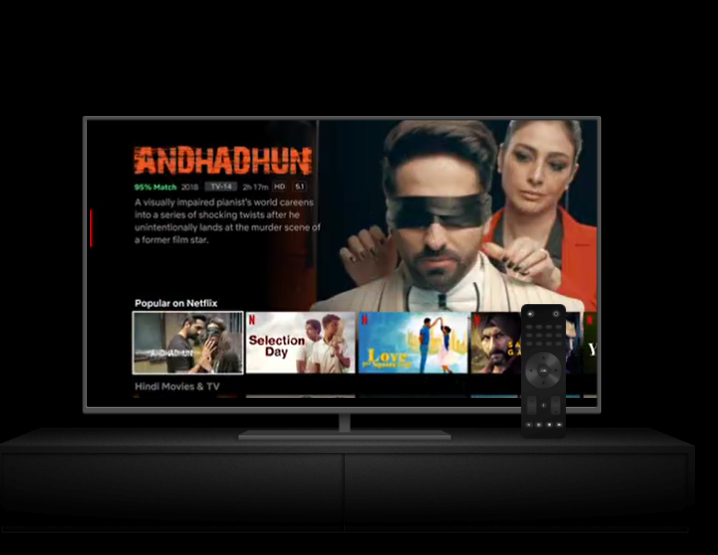 ANDHADHUN
95% Match 2018 TV-14 2h 17m HD 5.1
A visually impaired pianist's world careens
into a series of shocking twists after he
unintentionally lands at the murder scene of
a former film star.
Popular on Netflix
ANDHADHUN
N
Selection
Day
N
Love
N
N
Hindi Movies & TV